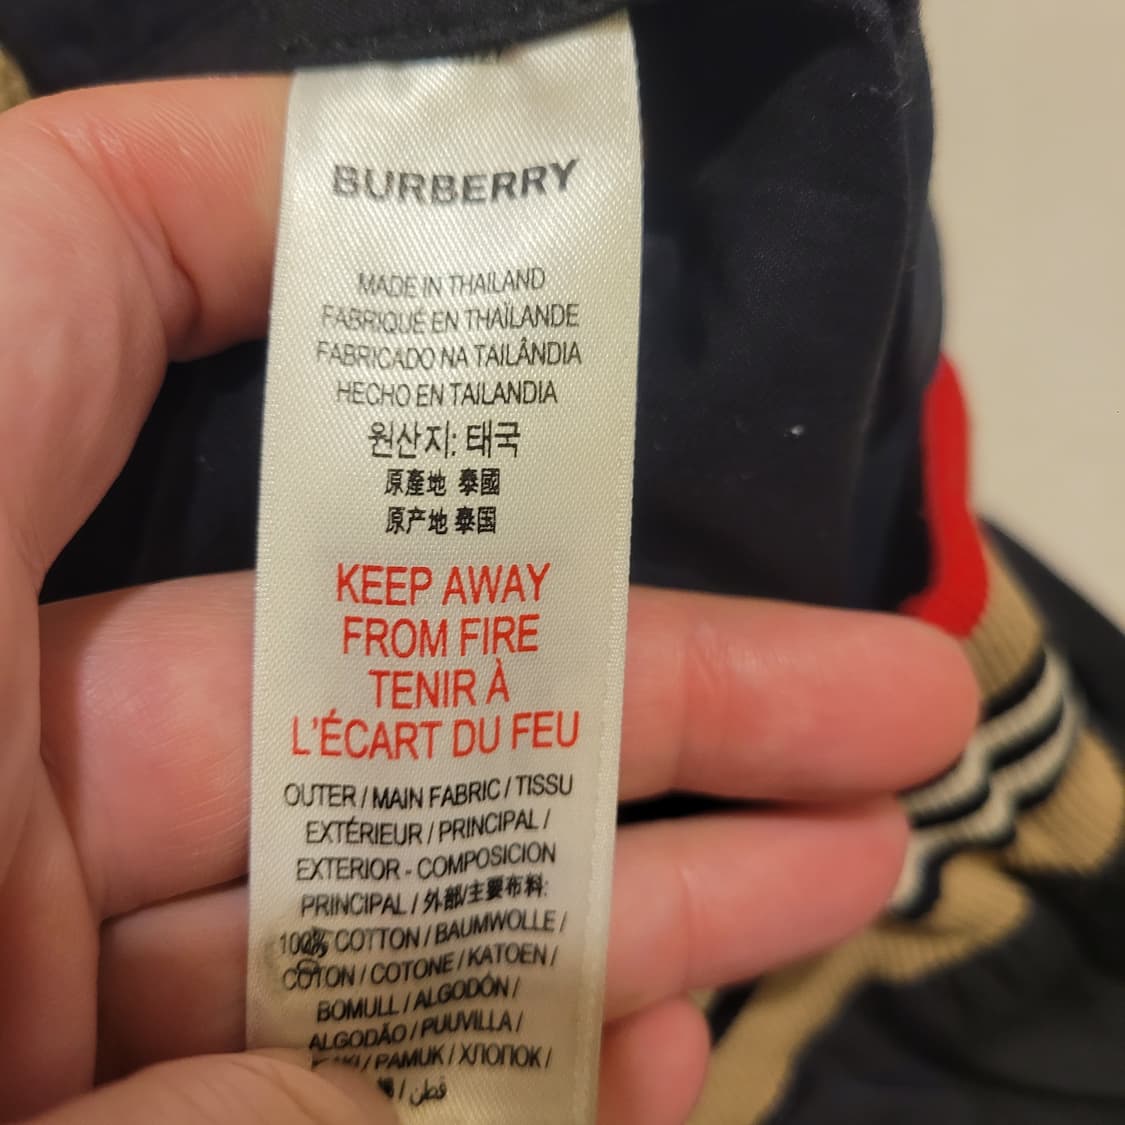 BURBERRY
MADE IN THAILAND
FABRIQUÉ EN THAÏLANDE
FABRICADO NA TAILÂNDIA
HECHO EN TAILANDIA
원산지: 태국
原產地 泰國
原产地 泰国
KEEP AWAY
FROM FIRE
TENIR À
L'ÉCART DU FEU
OUTER / MAIN FABRIC / TISSU
EXTÉRIEUR / PRINCIPAL /
EXTERIOR - COMPOSICION
PRINCIPAL / 外部/主要布料:
100% COTTON / BAUMWOLLE /
COTON / COTONE / KATOEN /
BOMULL / ALGODÓN /
ALGODÃO / PUUVILLA /
/ PAMUK / ХЛОПОК /
/ قطن